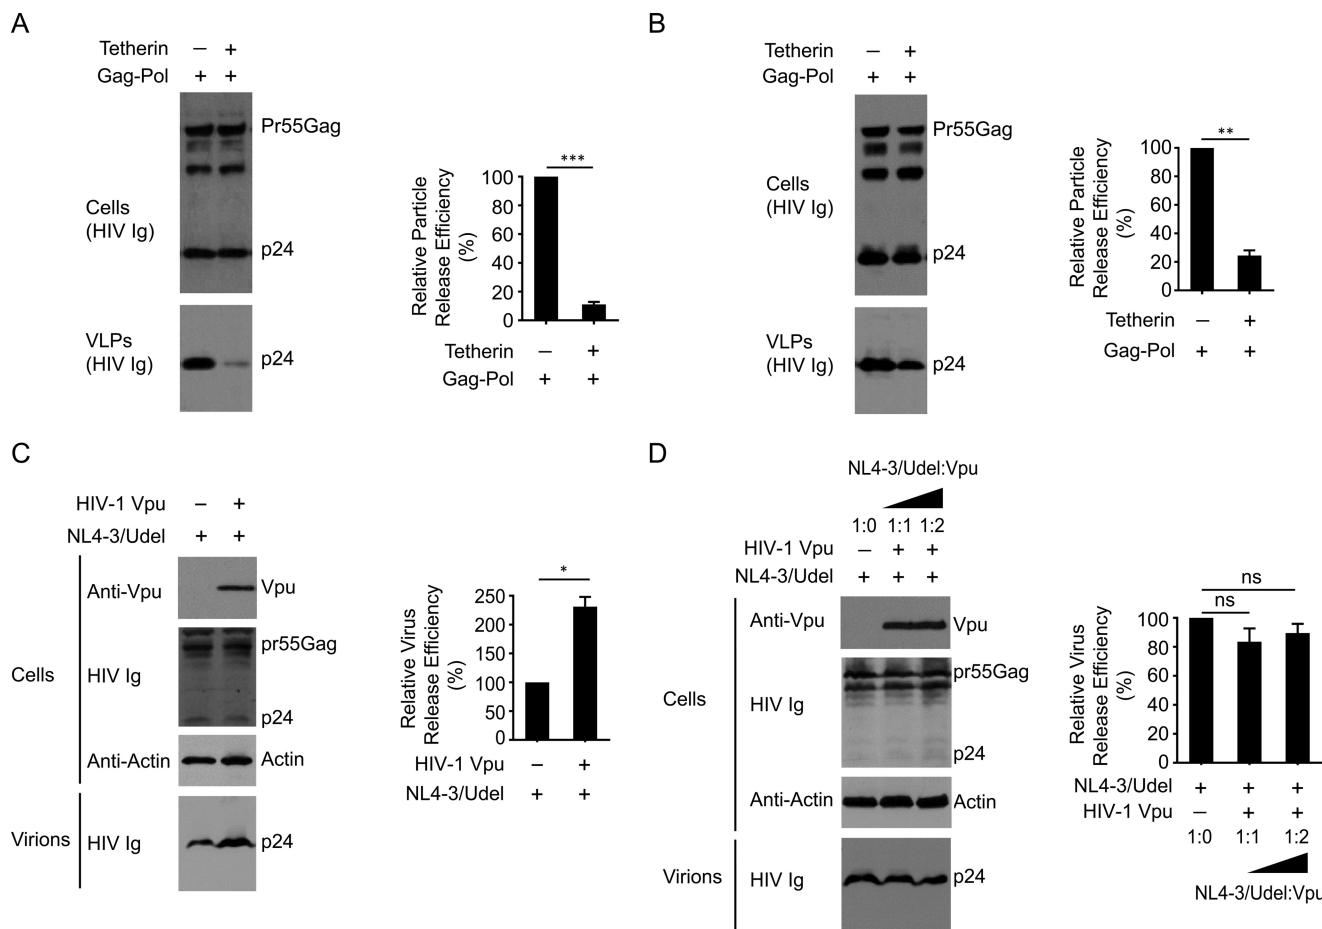 A
Tetherin – +
Gag-Pol + +
Pr55Gag
Cells
(HIV Ig)
p24
VLPs
(HIV Ig)
p24
Relative Particle
Release Efficiency
(%)
100
80
60
40
20
0
***
Tetherin – +
Gag-Pol + +
B
Tetherin – +
Gag-Pol + +
Pr55Gag
Cells
(HIV Ig)
p24
VLPs
(HIV Ig)
p24
Relative Particle
Release Efficiency
(%)
100
80
60
40
20
0
**
Tetherin – +
Gag-Pol + +
C
HIV-1 Vpu – +
NL4-3/Udel + +
Cells
Anti-Vpu
Vpu
HIV Ig
pr55Gag
p24
Anti-Actin
Actin
Virions
HIV Ig
p24
Relative Virus
Release Efficiency
(%)
250
200
150
100
50
0
*
HIV-1 Vpu – +
NL4-3/Udel + +
D
NL4-3/Udel:Vpu
1:0 1:1 1:2
HIV-1 Vpu – + +
NL4-3/Udel + + +
Cells
Anti-Vpu
Vpu
HIV Ig
pr55Gag
p24
Anti-Actin
Actin
Virions
HIV Ig
p24
Relative Virus
Release Efficiency
(%)
100
80
60
40
20
0
ns
ns
NL4-3/Udel + + +
HIV-1 Vpu – + +
1:0 1:1 1:2
NL4-3/Udel:Vpu